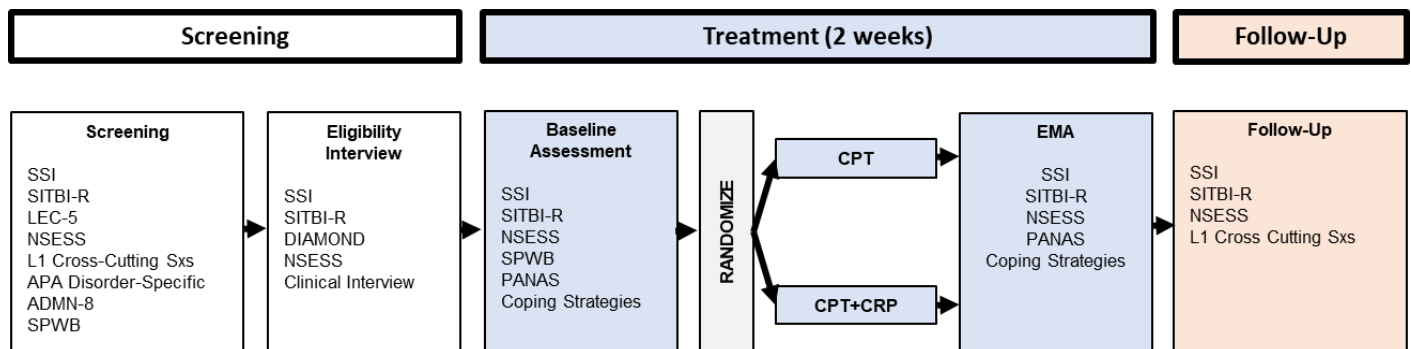 Screening
Treatment (2 weeks)
Follow-Up
Screening
SSI
SITBI-R
LEC-5
NSESS
L1 Cross-Cutting Sxs
APA Disorder-Specific
ADMN-8
SPWB
Eligibility
Interview
SSI
SITBI-R
DIAMOND
NSESS
Clinical Interview
Baseline
Assessment
SSI
SITBI-R
NSESS
SPWB
PANAS
Coping Strategies
RANDOMIZE
CPT
CPT+CRP
EMA
SSI
SITBI-R
NSESS
PANAS
Coping Strategies
Follow-Up
SSI
SITBI-R
NSESS
L1 Cross Cutting Sxs